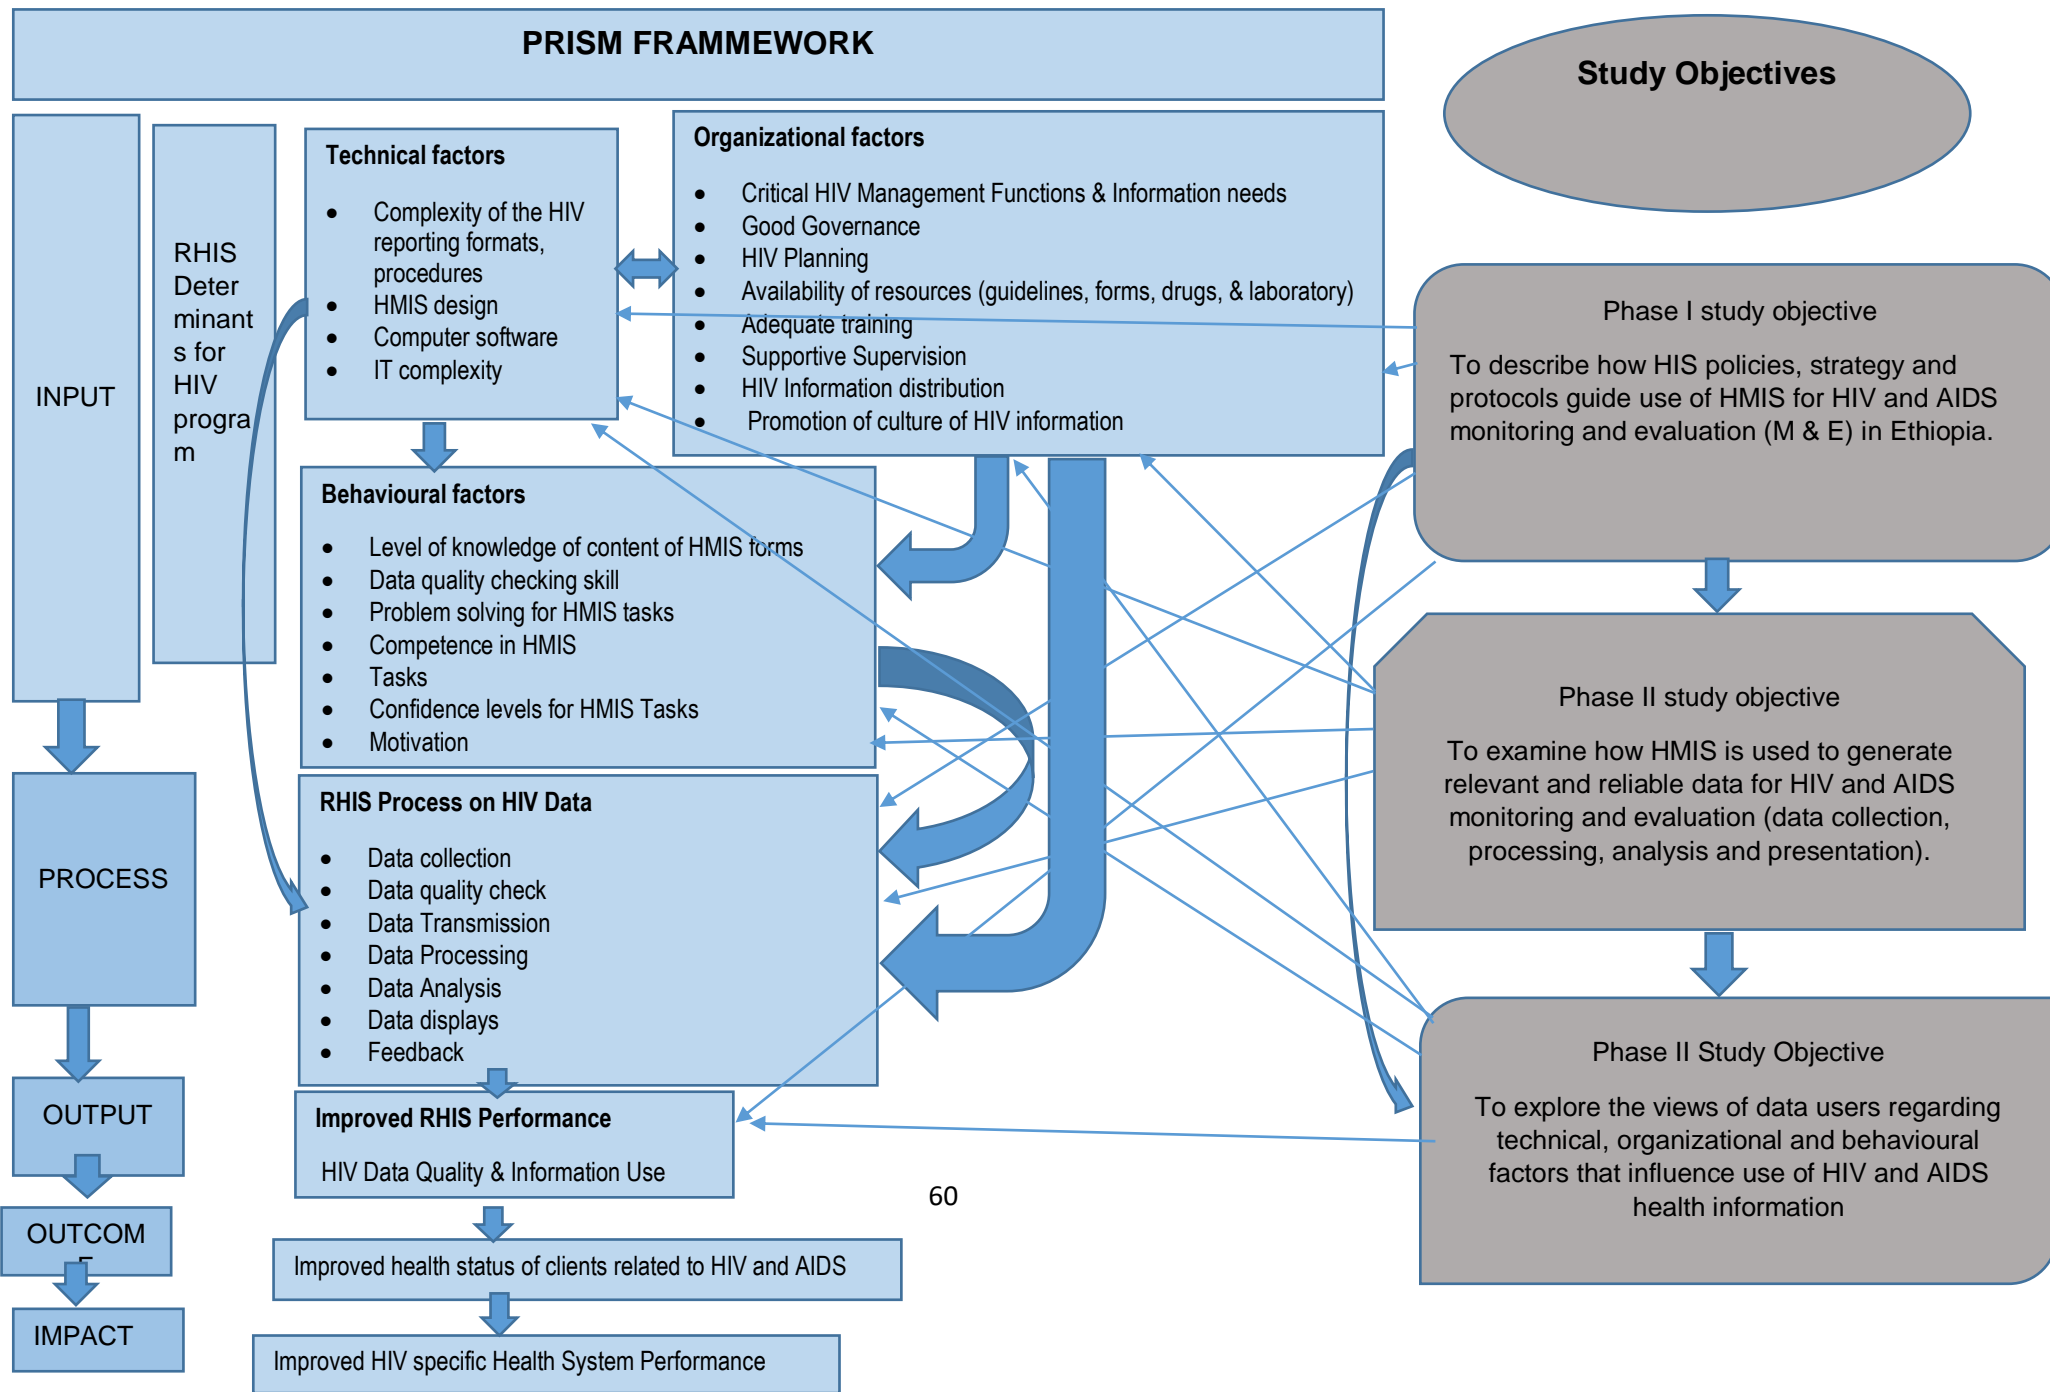 PRISM FRAMMEWORK
Study Objectives
INPUT
RHIS
Deter
minant
s for
HIV
progra
m
Technical factors
• Complexity of the HIV
reporting formats,
procedures
• HMIS design
• Computer software
• IT complexity
Organizational factors
• Critical HIV Management Functions & Information needs
• Good Governance
• HIV Planning
• Availability of resources (guidelines, forms, drugs, & laboratory)
• Adequate training
• Supportive Supervision
• HIV Information distribution
• Promotion of culture of HIV information
Behavioural factors
• Level of knowledge of content of HMIS forms
• Data quality checking skill
• Problem solving for HMIS tasks
• Competence in HMIS
• Tasks
• Confidence levels for HMIS Tasks
• Motivation
PROCESS
RHIS Process on HIV Data
• Data collection
• Data quality check
• Data Transmission
• Data Processing
• Data Analysis
• Data displays
• Feedback
OUTPUT
Improved RHIS Performance
HIV Data Quality & Information Use
OUTCOM
Improved health status of clients related to HIV and AIDS
IMPACT
Improved HIV specific Health System Performance
Phase I study objective
To describe how HIS policies, strategy and
protocols guide use of HMIS for HIV and AIDS
monitoring and evaluation (M & E) in Ethiopia.
Phase II study objective
To examine how HMIS is used to generate
relevant and reliable data for HIV and AIDS
monitoring and evaluation (data collection,
processing, analysis and presentation).
Phase II Study Objective
To explore the views of data users regarding
technical, organizational and behavioural
factors that influence use of HIV and AIDS
health information
60